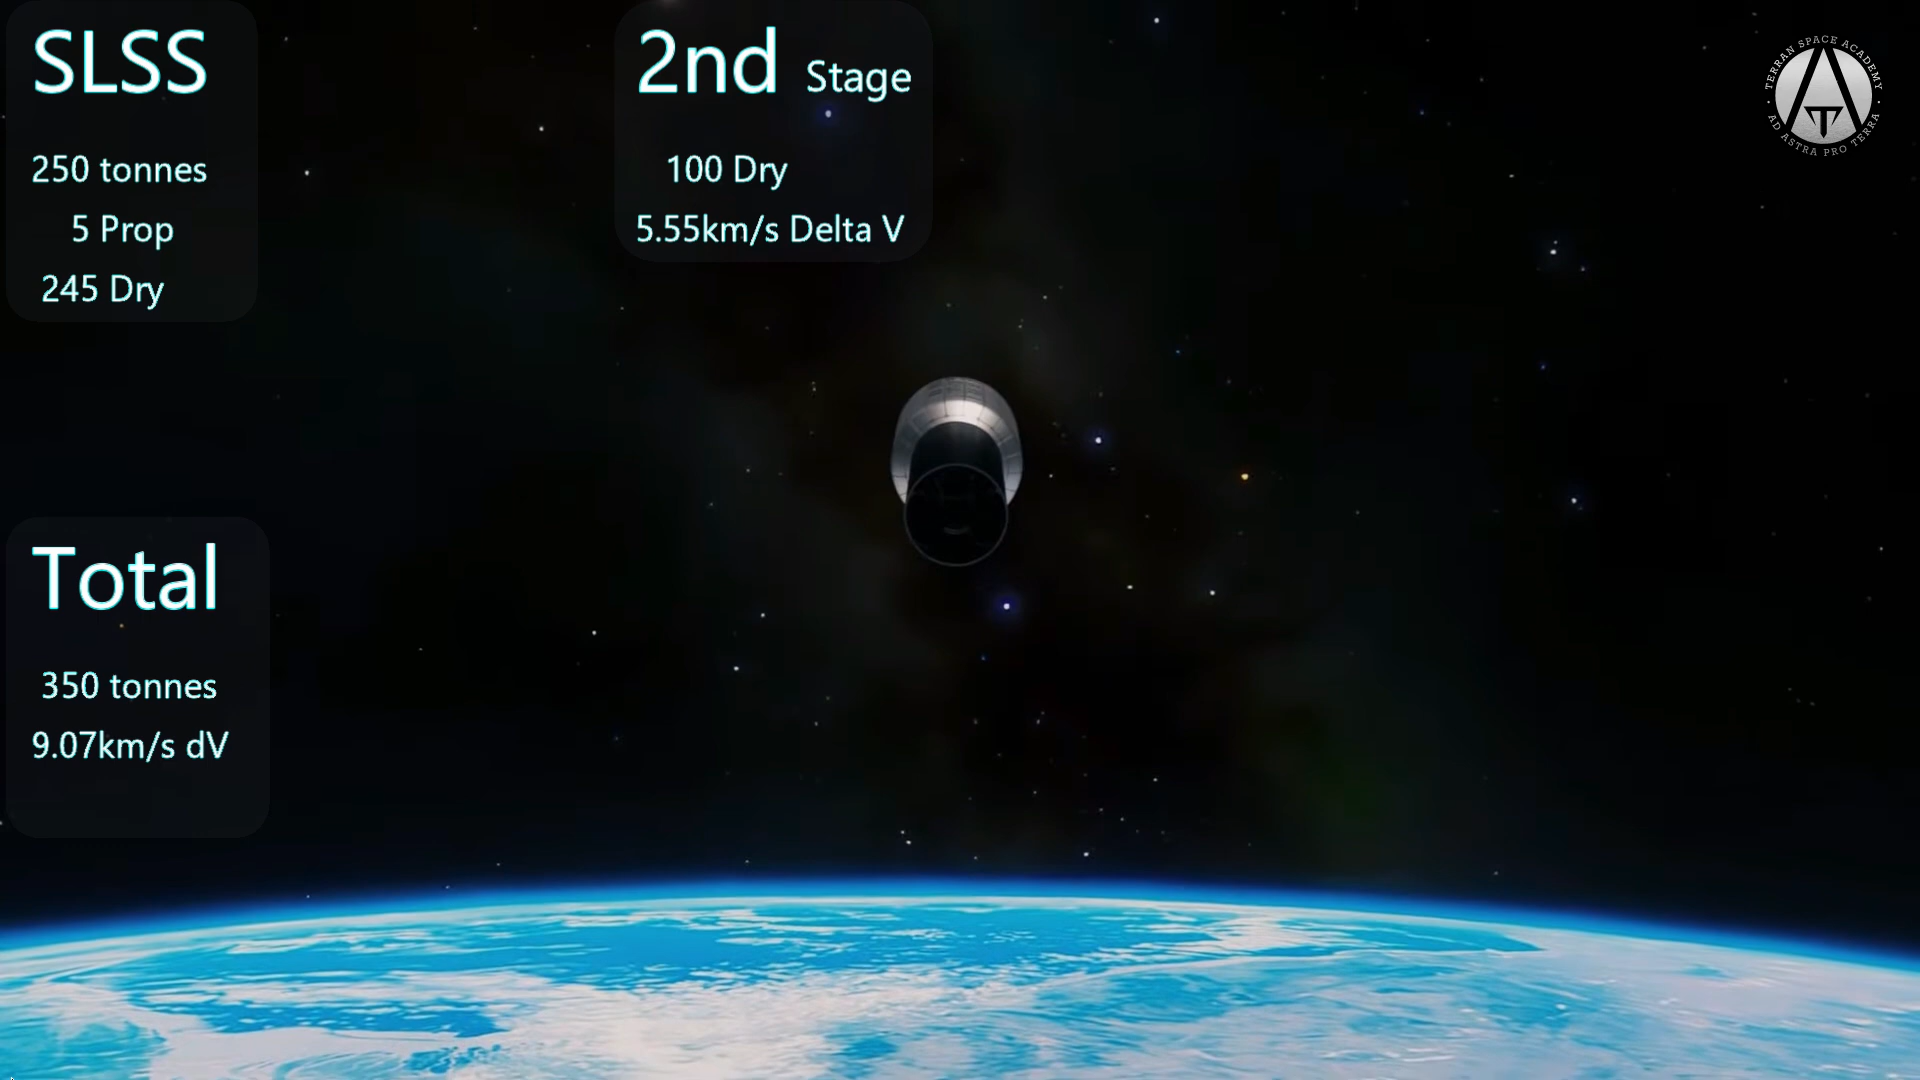 SLSS
250 tonnes
5 Prop
245 Dry
2nd Stage
100 Dry
5.55km/s Delta V
TERRAN SPACE ACADEMY
AD ASTRA PRO TERRA
Total
350 tonnes
9.07km/s dV